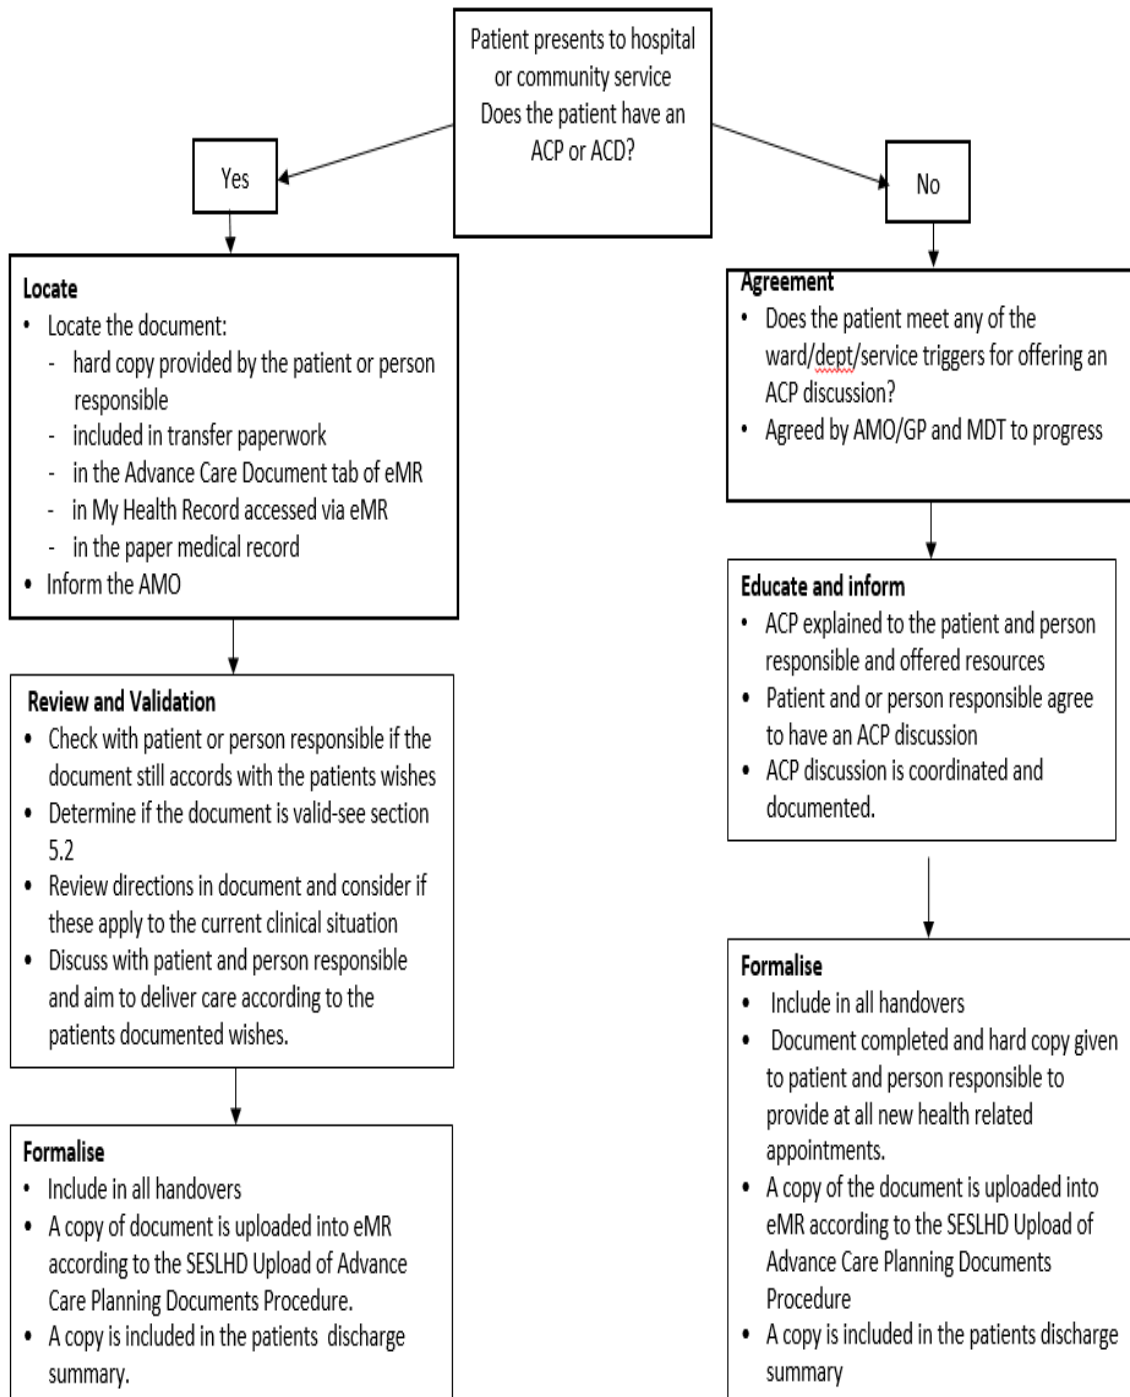 Patient presents to hospital
or community service
Does the patient have an
ACP or ACD?
Yes
No
Locate
• Locate the document:
- hard copy provided by the patient or person
responsible
- included in transfer paperwork
- in the Advance Care Document tab of eMR
- in My Health Record accessed via eMR
- in the paper medical record
• Inform the AMO
Review and Validation
• Check with patient or person responsible if the
document still accords with the patients wishes
• Determine if the document is valid-see section
5.2
• Review directions in document and consider if
these apply to the current clinical situation
• Discuss with patient and person responsible
and aim to deliver care according to the
patients documented wishes.
Formalise
• Include in all handovers
• A copy of document is uploaded into eMR
according to the SESLHD Upload of Advance
Care Planning Documents Procedure.
• A copy is included in the patients discharge
summary.
Agreement
• Does the patient meet any of the
ward/dept/service triggers for offering an
ACP discussion?
• Agreed by AMO/GP and MDT to progress
Educate and inform
• ACP explained to the patient and person
responsible and offered resources
• Patient and or person responsible agree
to have an ACP discussion
• ACP discussion is coordinated and
documented.
Formalise
• Include in all handovers
• Document completed and hard copy given
to patient and person responsible to
provide at all new health related
appointments.
• A copy of the document is uploaded into
eMR according to the SESLHD Upload of
Advance Care Planning Documents
Procedure
• A copy is included in the patients discharge
summary